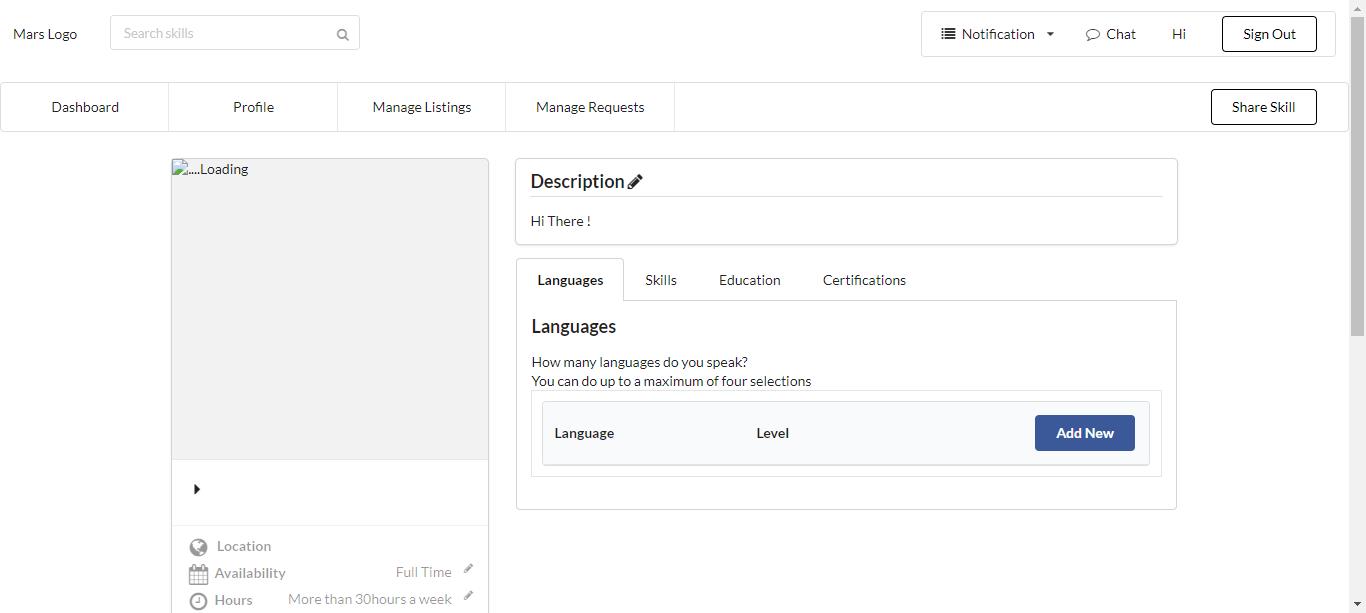 Mars Logo
Search skills
Notification
Chat
Hi
Sign Out
Dashboard
Profile
Manage Listings
Manage Requests
Share Skill
....Loading
Description
Hi There !
Languages
Skills
Education
Certifications
Languages
How many languages do you speak?
You can do up to a maximum of four selections
Language
Level
Add New
Location
Availability
Full Time
Hours
More than 30hours a week